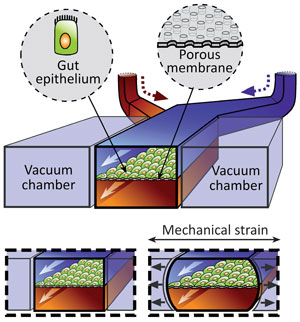 Gut
epithelium
Porous
membrane
Vacuum
chamber
Vacuum
chamber
Mechanical strain